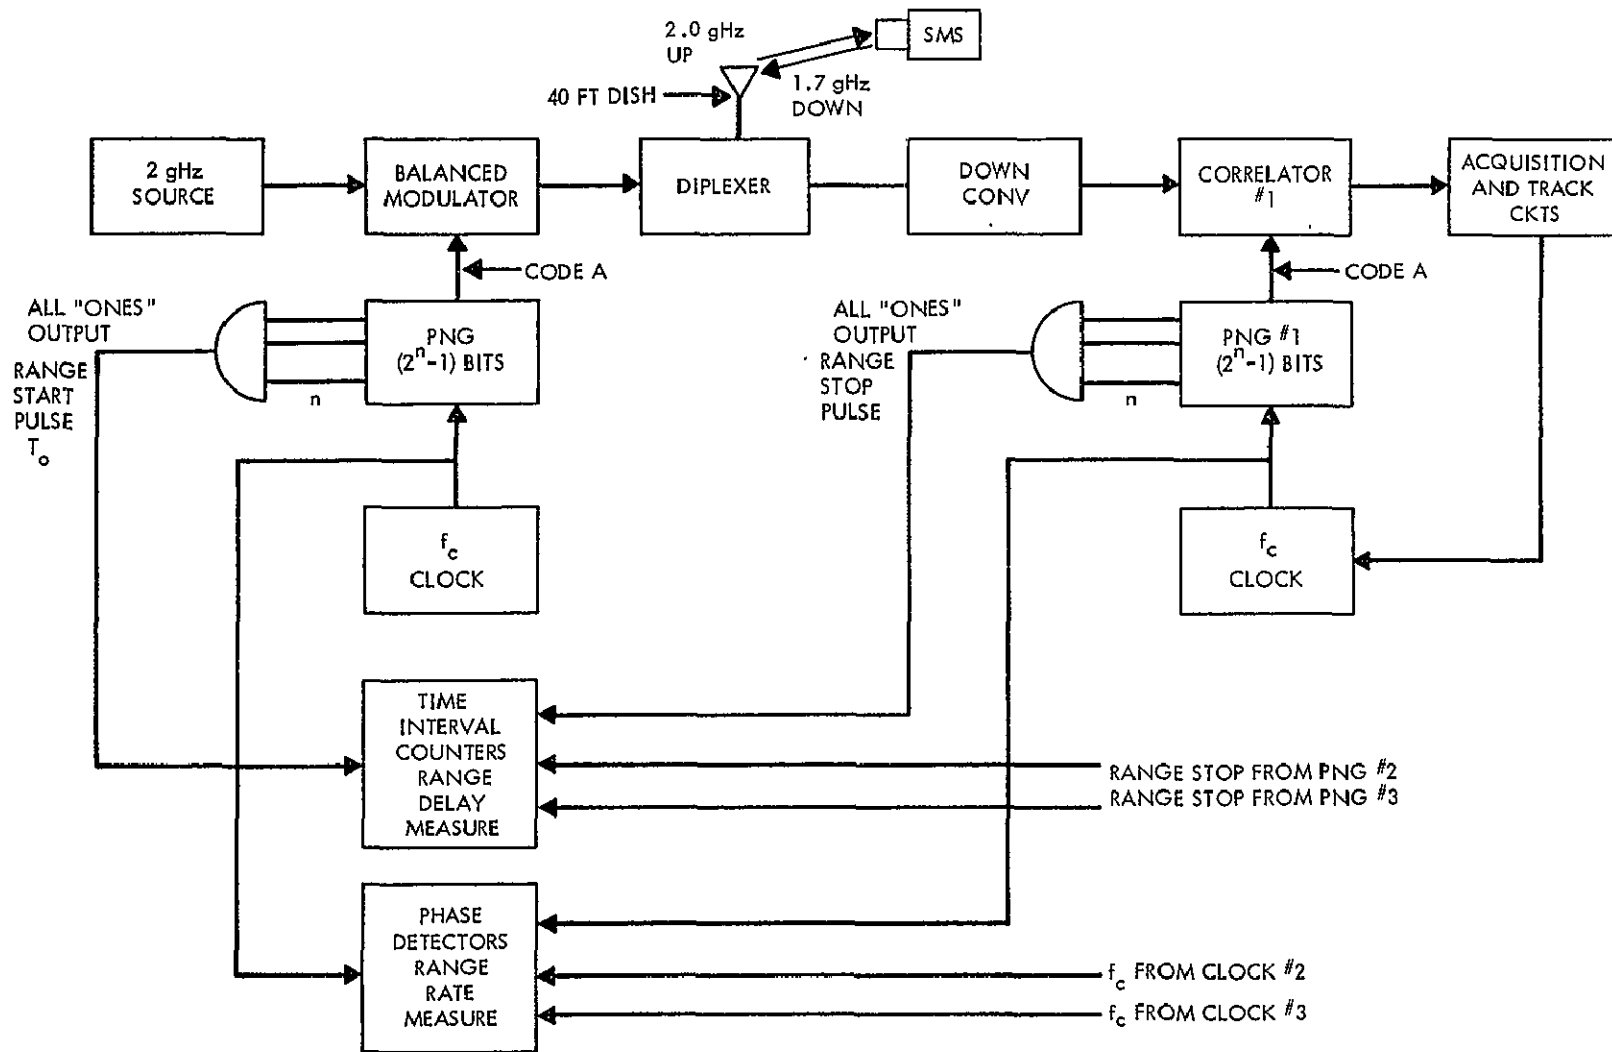 2.0 gHz
UP
SMS
1.7 gHz
DOWN
40 FT DISH
2 gHz
SOURCE
BALANCED
MODULATOR
DIPLEXER
DOWN
CONV
CORRELATOR
#1
ACQUISITION
AND TRACK
CKTS
CODE A
CODE A
ALL "ONES"
OUTPUT
RANGE
START
PULSE
To
n
PNG
(2^n-1) BITS
ALL "ONES"
OUTPUT
RANGE
STOP
PULSE
n
PNG #1
(2^n-1) BITS
fc
CLOCK
fc
CLOCK
TIME
INTERVAL
COUNTERS
RANGE
DELAY
MEASURE
RANGE STOP FROM PNG #2
RANGE STOP FROM PNG #3
PHASE
DETECTORS
RANGE
RATE
MEASURE
fc FROM CLOCK #2
fc FROM CLOCK #3